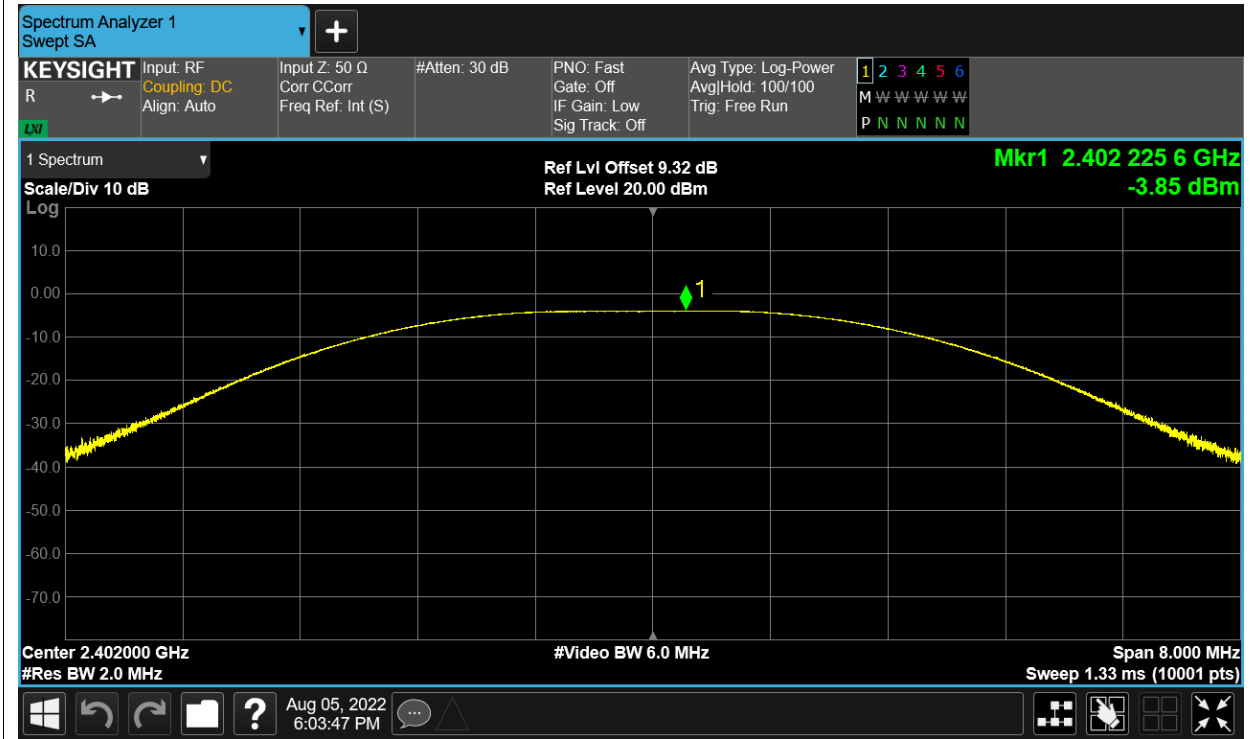 Spectrum Analyzer 1
Swept SA
+
KEYSIGHT
R
LXI
Input: RF
Coupling: DC
Align: Auto
Input Z: 50 Ω
Corr CCorr
Freq Ref: Int (S)
#Atten: 30 dB
PNO: Fast
Gate: Off
IF Gain: Low
Sig Track: Off
Avg Type: Log-Power
Avg|Hold: 100/100
Trig: Free Run
1 2 3 4 5 6
M W W W W W
P N N N N N
1 Spectrum
Scale/Div 10 dB
Log
Ref Lvl Offset 9.32 dB
Ref Level 20.00 dBm
Mkr1 2.402 225 6 GHz
-3.85 dBm
10.0
0.00
-10.0
-20.0
-30.0
-40.0
-50.0
-60.0
-70.0
1
Center 2.402000 GHz
#Res BW 2.0 MHz
#Video BW 6.0 MHz
Span 8.000 MHz
Sweep 1.33 ms (10001 pts)
?
Aug 05, 2022
6:03:47 PM